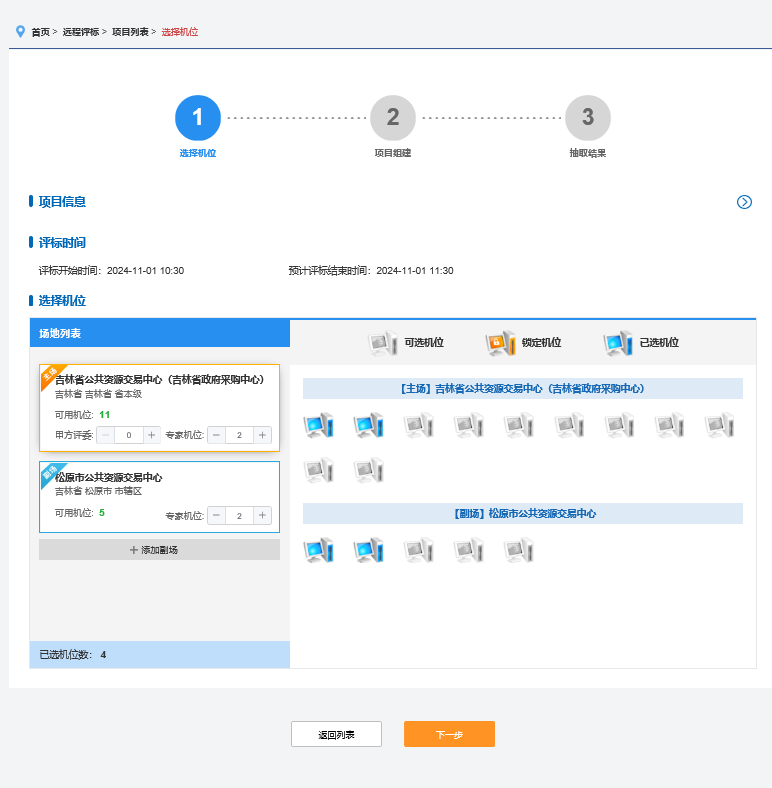 首页 > 远程评标 > 项目列表 > 选择机位
1 2 3
选择机位 项目组建 抽取结果
项目信息
评标时间
评标开始时间: 2024-11-01 10:30 预计评标结束时间: 2024-11-01 11:30
选择机位
场地列表
可选机位 锁定机位 已选机位
主场
吉林省公共资源交易中心（吉林省政府采购中心）
吉林省 吉林省 省本级
可用机位: 11
甲方评委: − 0 + 专家机位: − 2 +
副场
松原市公共资源交易中心
吉林省 松原市 市辖区
可用机位: 5
专家机位: − 2 +
+ 添加副场
已选机位数: 4
【主场】吉林省公共资源交易中心（吉林省政府采购中心）
【副场】松原市公共资源交易中心
返回列表 下一步